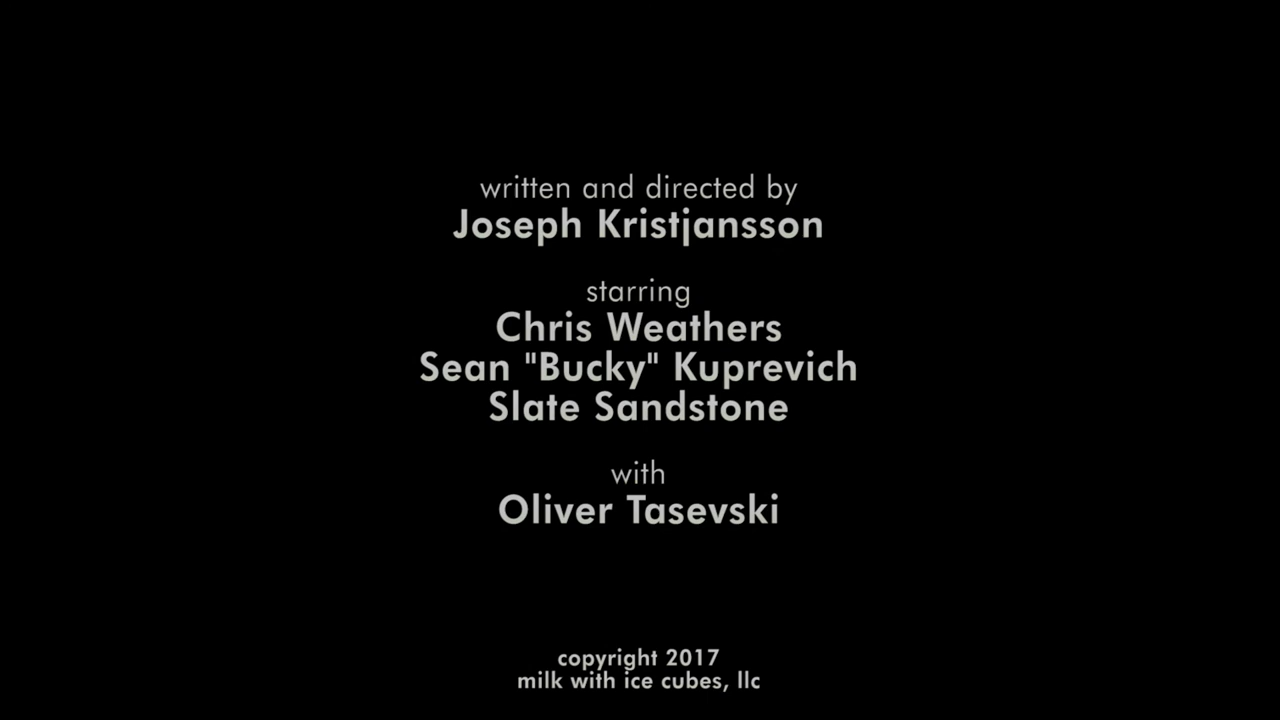 written and directed by
Joseph Kristjansson
starring
Chris Weathers
Sean "Bucky" Kuprevich
Slate Sandstone
with
Oliver Tasevski
copyright 2017
milk with ice cubes, llc